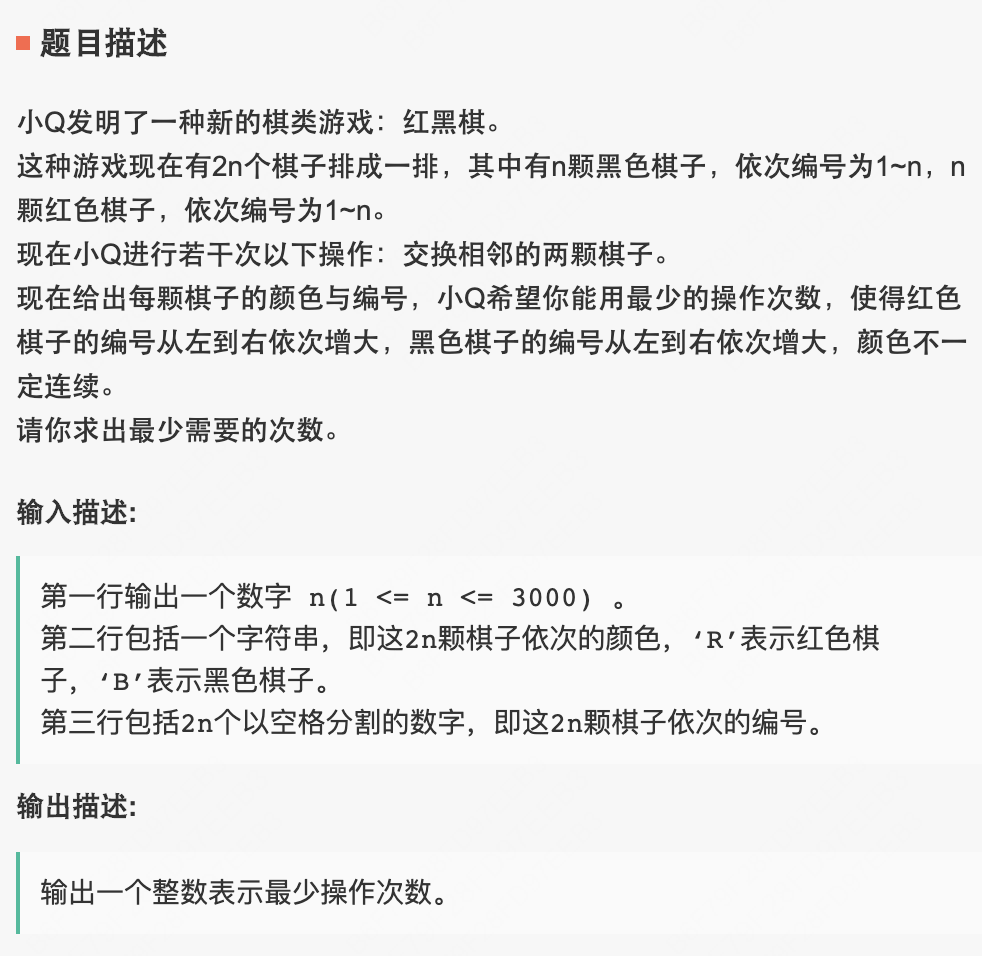 题目描述
小Q发明了一种新的棋类游戏：红黑棋。
这种游戏现在有2n个棋子排成一排，其中有n颗黑色棋子，依次编号为1~n，n
颗红色棋子，依次编号为1~n。
现在小Q进行若干次以下操作：交换相邻的两颗棋子。
现在给出每颗棋子的颜色与编号，小Q希望你能用最少的操作次数，使得红色
棋子的编号从左到右依次增大，黑色棋子的编号从左到右依次增大，颜色不一
定连续。
请你求出最少需要的次数。
输入描述:
第一行输出一个数字 n(1 <= n <= 3000) 。
第二行包括一个字符串，即这2n颗棋子依次的颜色，‘R’表示红色棋
子，‘B’表示黑色棋子。
第三行包括2n个以空格分割的数字，即这2n颗棋子依次的编号。
输出描述:
输出一个整数表示最少操作次数。